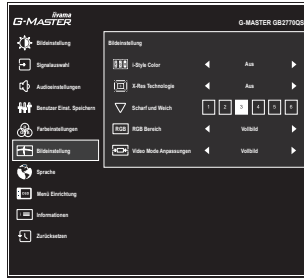 iiyama
G-MASTER
G-MASTER GB2770QS
Bildeinstellung
Signalauswahl
Audioeinstellungen
Benutzer Einst. Speichern
Farbeinstellungen
Bildeinstellung
Sprache
Menü Einrichtung
Informationen
Zurücksetzen
Bildeinstellung
i-Style Color
Aus
X-Res Technologie
Aus
Scharf und Weich
1 2 3 4 5 6
RGB
RGB Bereich
Vollbild
Video Mode Anpassungen
Vollbild